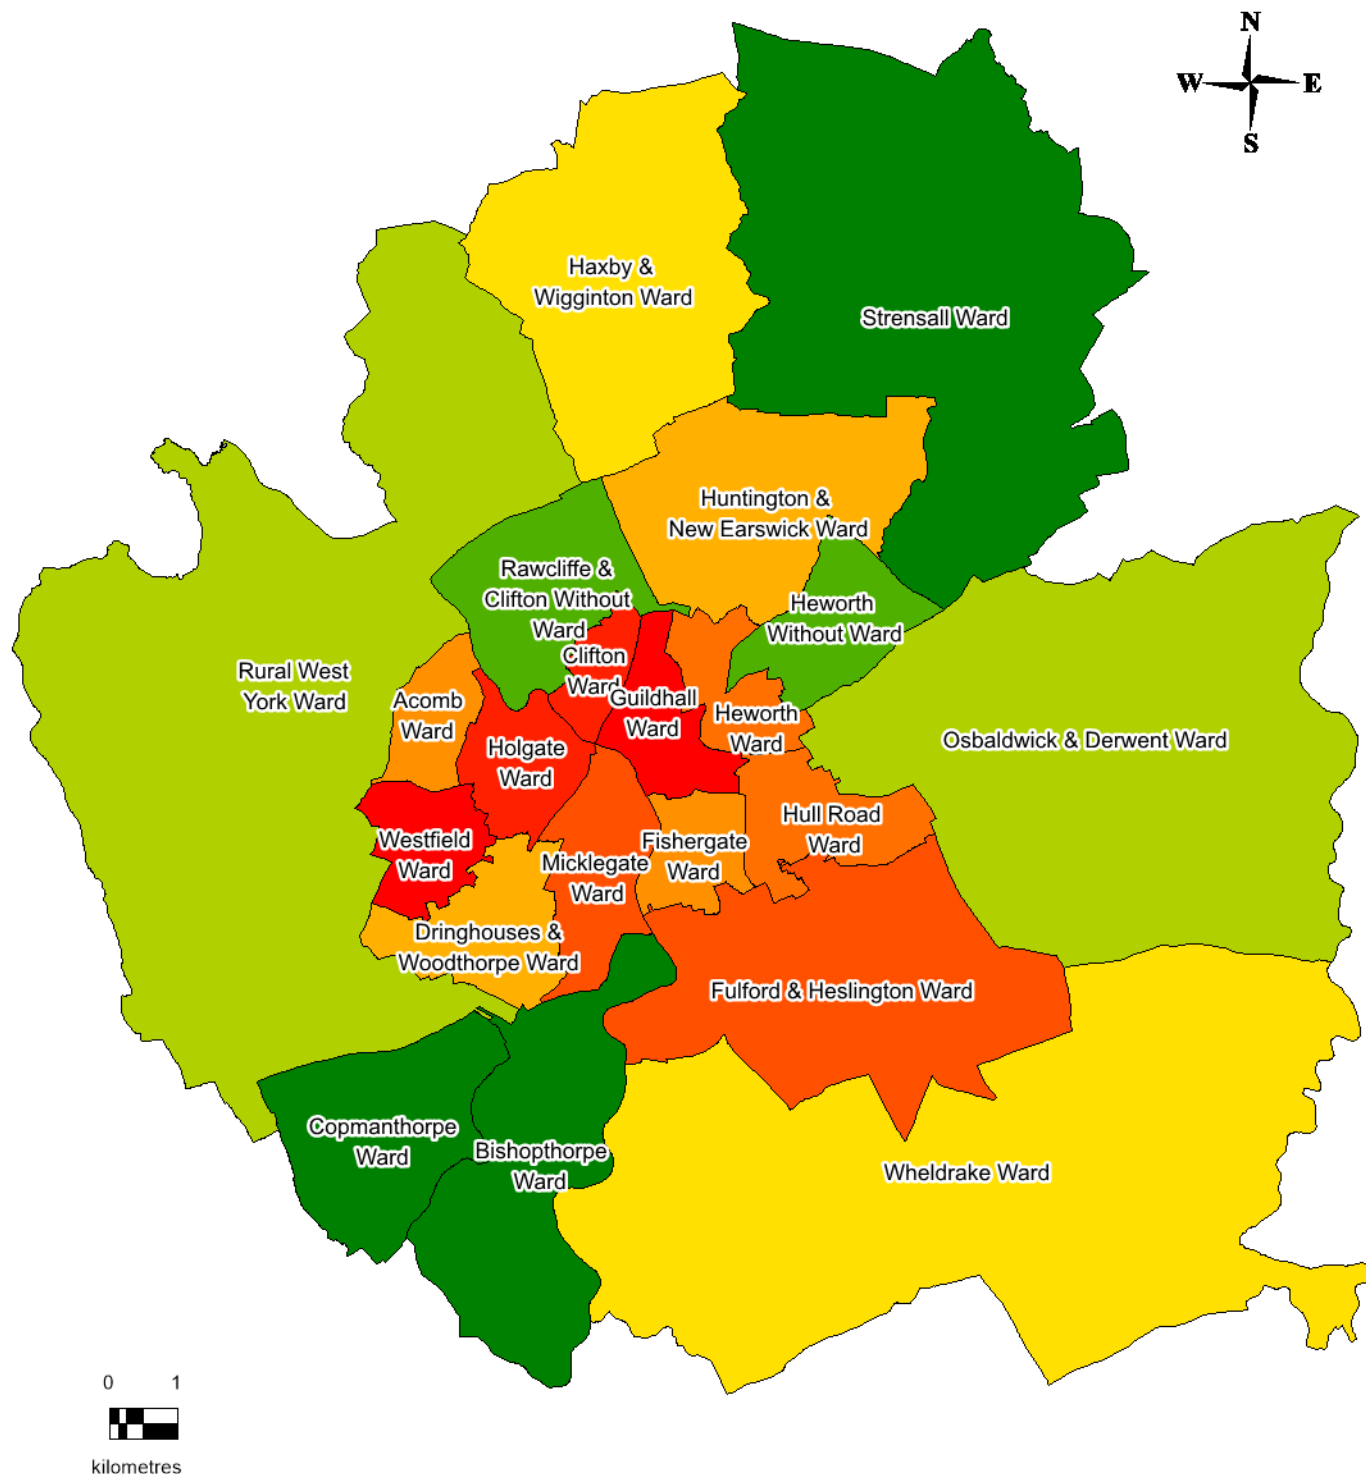 N
W E
S
Haxby &
Wigginton Ward
Strensall Ward
Huntington &
New Earswick Ward
Rawcliffe &
Clifton Without
Ward
Heworth
Without Ward
Clifton
Ward
Rural West
York Ward
Acomb
Ward
Guildhall
Ward
Heworth
Ward
Osbaldwick & Derwent Ward
Holgate
Ward
Westfield
Ward
Hull Road
Ward
Fishergate
Ward
Micklegate
Ward
Dringhouses &
Woodthorpe Ward
Fulford & Heslington Ward
Copmanthorpe
Ward
Bishopthorpe
Ward
Wheldrake Ward
0 1
kilometres